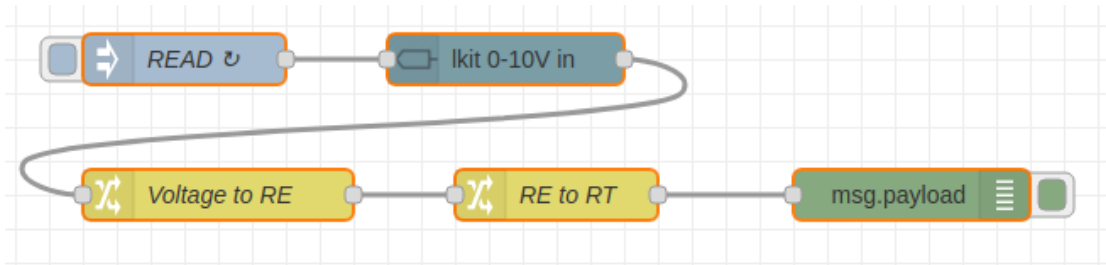 READ ↻
lkit 0-10V in
Voltage to RE
RE to RT
msg.payload